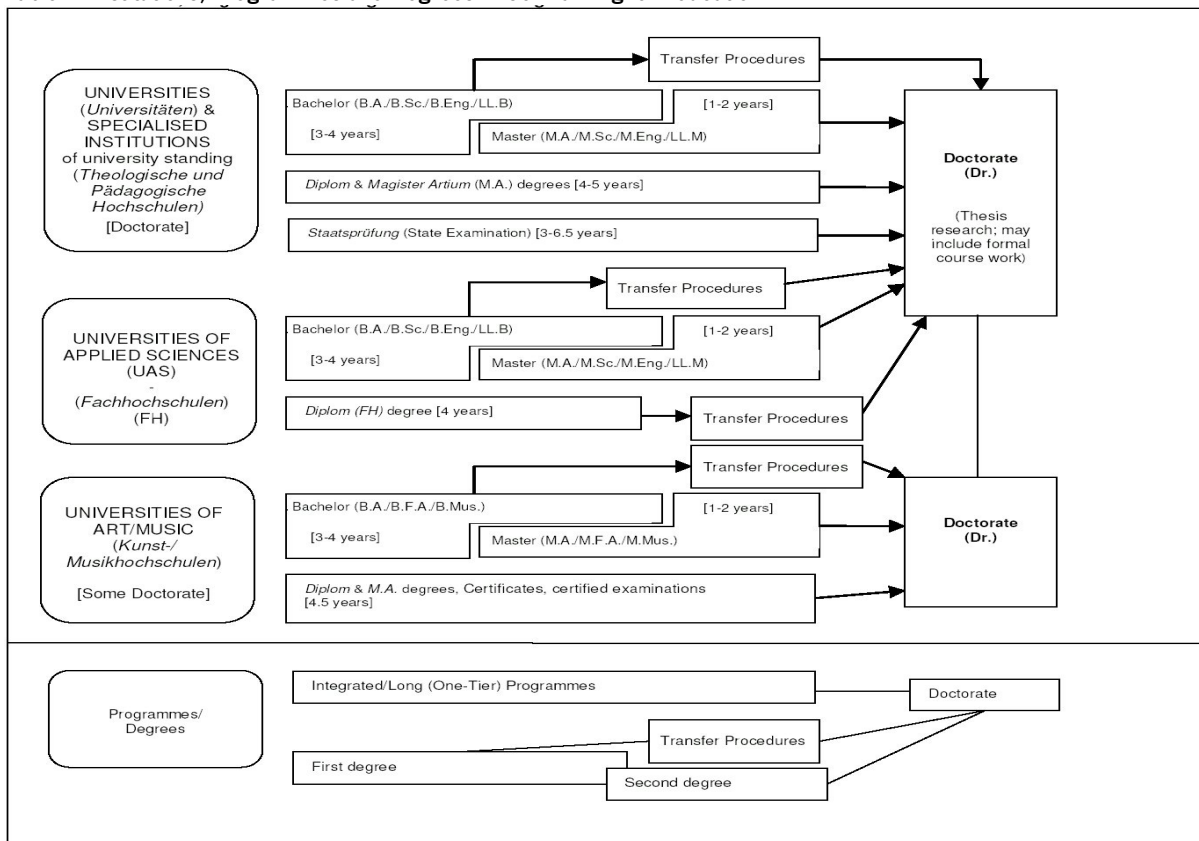 UNIVERSITIES
(Universitäten) &
SPECIALISED
INSTITUTIONS
of university standing
(Theologische und
Pädagogische
Hochschulen)
[Doctorate]
Transfer Procedures
Bachelor (B.A./B.Sc./B.Eng./LL.B)
[3-4 years]
[1-2 years]
Master (M.A./M.Sc./M.Eng./LL.M)
Diplom & Magister Artium (M.A.) degrees [4-5 years]
Staatsprüfung (State Examination) [3-6.5 years]
Doctorate
(Dr.)
(Thesis
research; may
include formal
course work)
UNIVERSITIES OF
APPLIED SCIENCES
(UAS)
-
(Fachhochschulen)
(FH)
Transfer Procedures
Bachelor (B.A./B.Sc./B.Eng./LL.B)
[3-4 years]
[1-2 years]
Master (M.A./M.Sc./M.Eng./LL.M)
Diplom (FH) degree [4 years]
Transfer Procedures
UNIVERSITIES OF
ART/MUSIC
(Kunst-/
Musikhochschulen)
[Some Doctorate]
Transfer Procedures
Bachelor (B.A./B.F.A./B.Mus.)
[3-4 years]
[1-2 years]
Master (M.A./M.F.A./M.Mus.)
Diplom & M.A. degrees, Certificates, certified examinations
[4.5 years]
Doctorate
(Dr.)
Programmes/
Degrees
Integrated/Long (One-Tier) Programmes
Doctorate
Transfer Procedures
First degree
Second degree